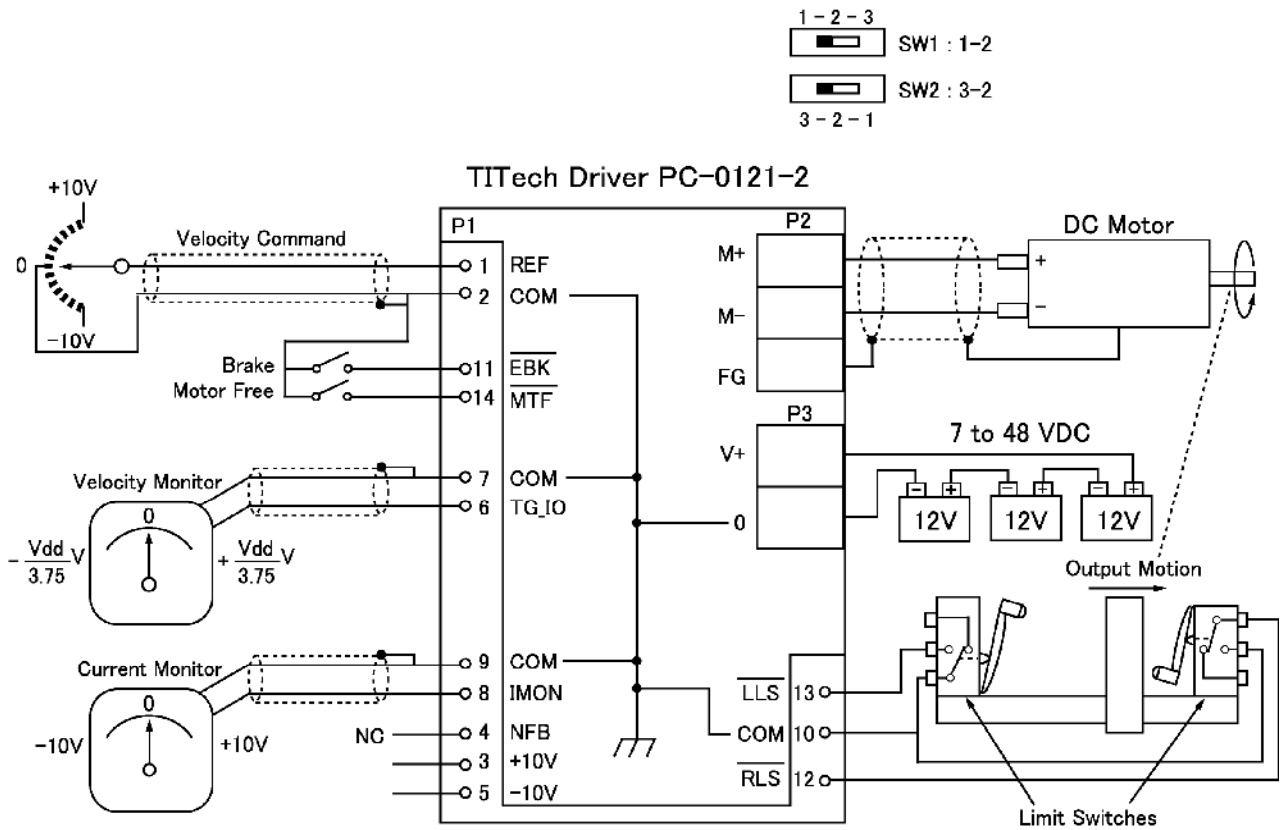 1 - 2 - 3
SW1 : 1-2
SW2 : 3-2
3 - 2 - 1
TITech Driver PC-0121-2
+10V
0
-10V
Velocity Command
P1
1 REF
2 COM
Brake
11 EBK
Motor Free
14 MTF
Velocity Monitor
0
- Vdd/3.75 V
+ Vdd/3.75 V
7 COM
6 TG_IO
Current Monitor
0
-10V
+10V
9 COM
8 IMON
NC
4 NFB
3 +10V
5 -10V
P2
M+
M-
FG
DC Motor
+
-
P3
V+
0
7 to 48 VDC
- + - + - +
12V 12V 12V
Output Motion
LLS 13
COM 10
RLS 12
Limit Switches